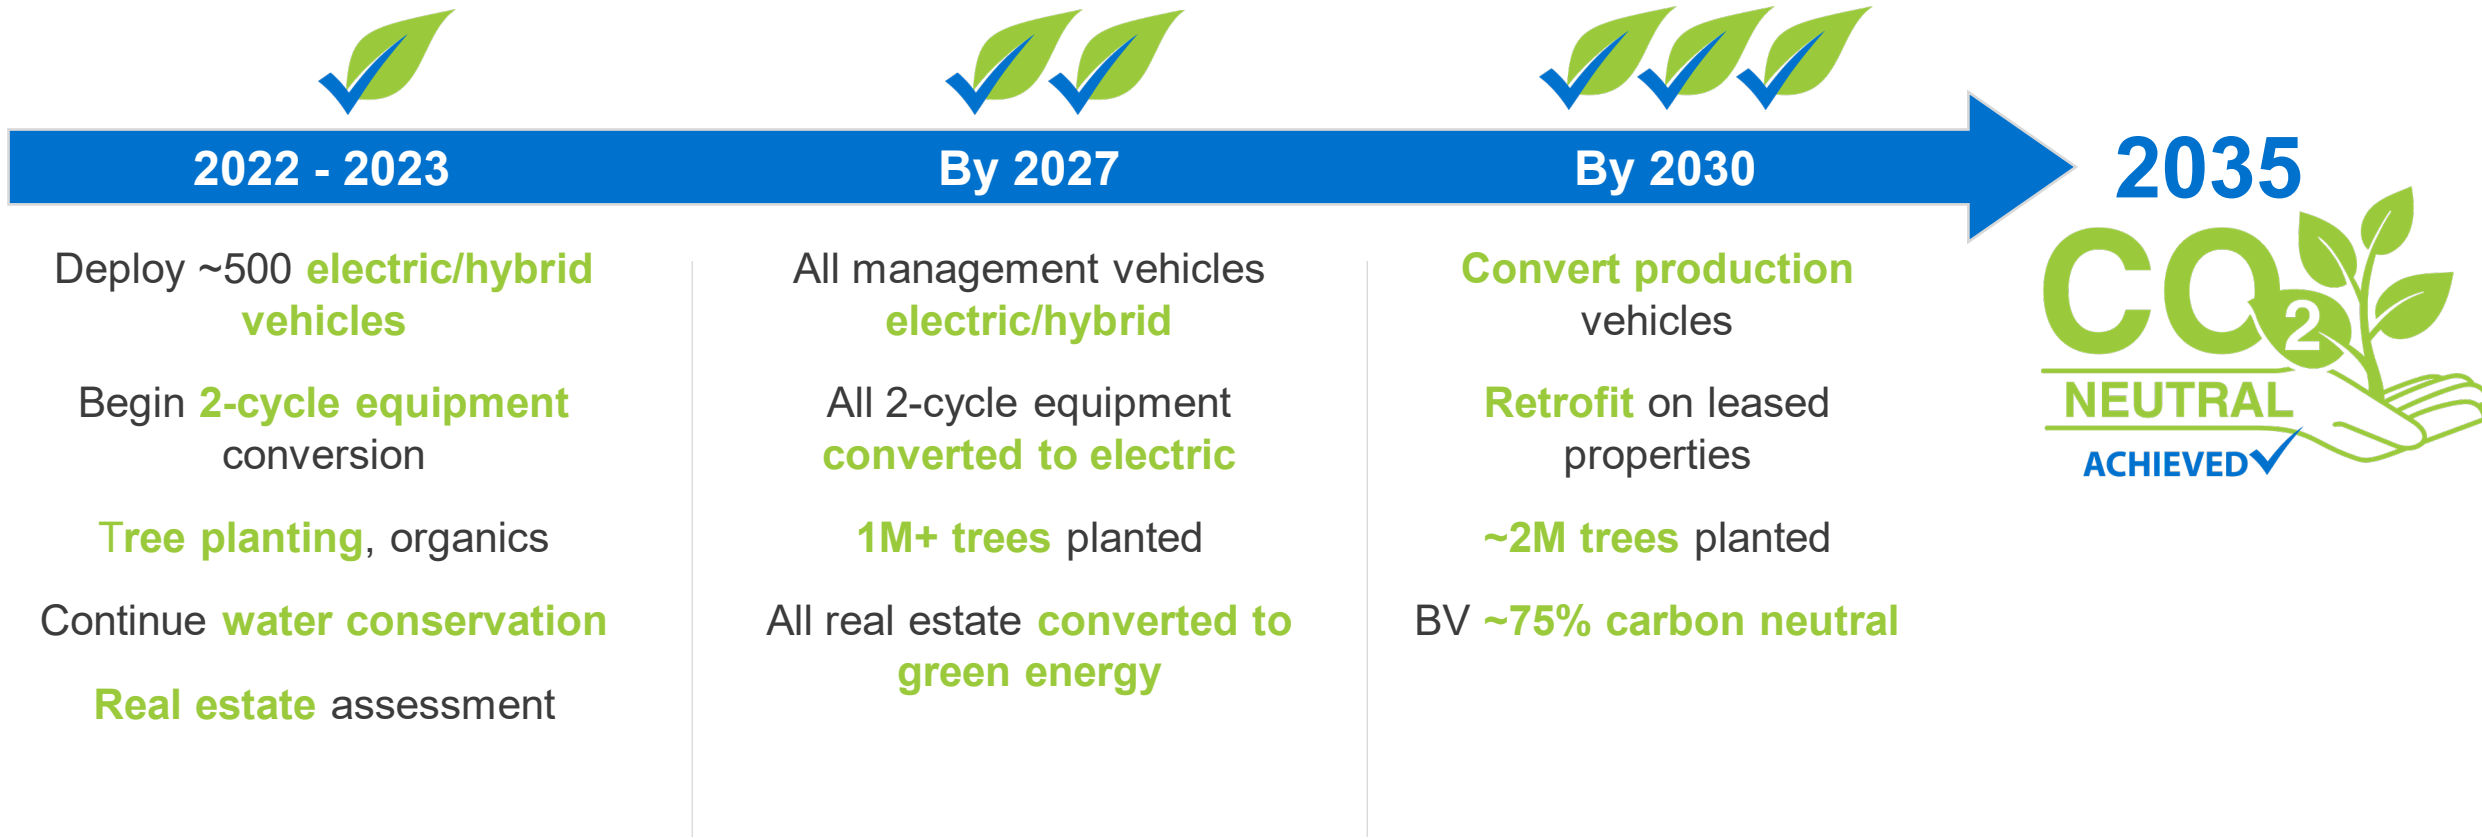 2022 - 2023
Deploy ~500 electric/hybrid
vehicles
Begin 2-cycle equipment
conversion
Tree planting, organics
Continue water conservation
Real estate assessment
By 2027
All management vehicles
electric/hybrid
All 2-cycle equipment
converted to electric
1M+ trees planted
All real estate converted to
green energy
By 2030
Convert production
vehicles
Retrofit on leased
properties
~2M trees planted
BV ~75% carbon neutral
2035
CO2
NEUTRAL
ACHIEVED